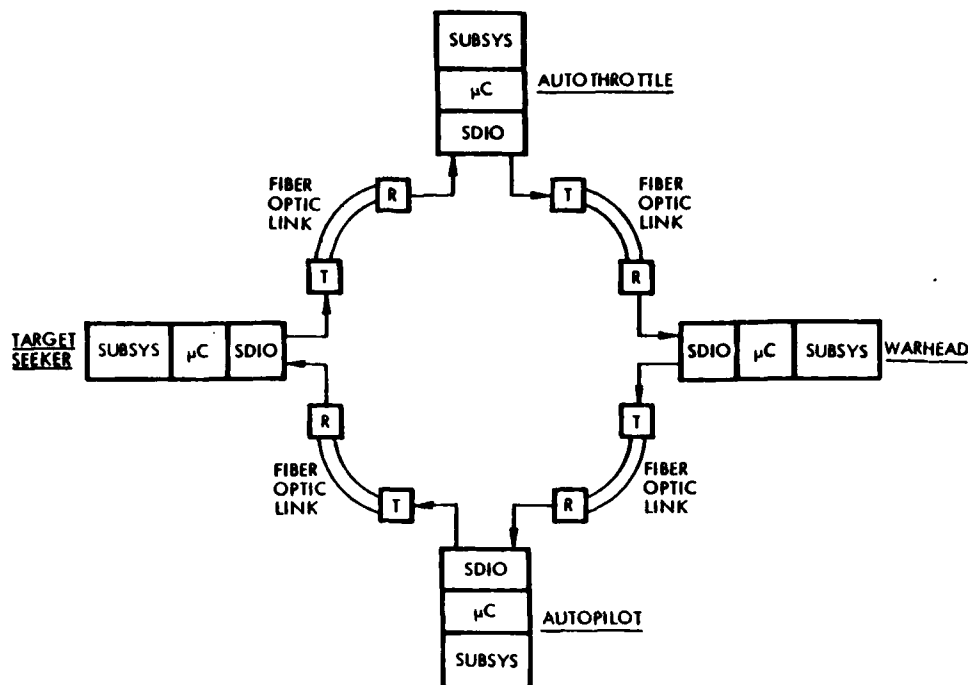 SUBSYS
μC
SDIO
AUTOTHROTTLE
FIBER
OPTIC
LINK
R
T
T
R
FIBER
OPTIC
LINK
TARGET
SEEKER
SUBSYS μC SDIO
SDIO μC SUBSYS
WARHEAD
R
T
FIBER
OPTIC
LINK
T
R
FIBER
OPTIC
LINK
SDIO
μC
SUBSYS
AUTOPILOT